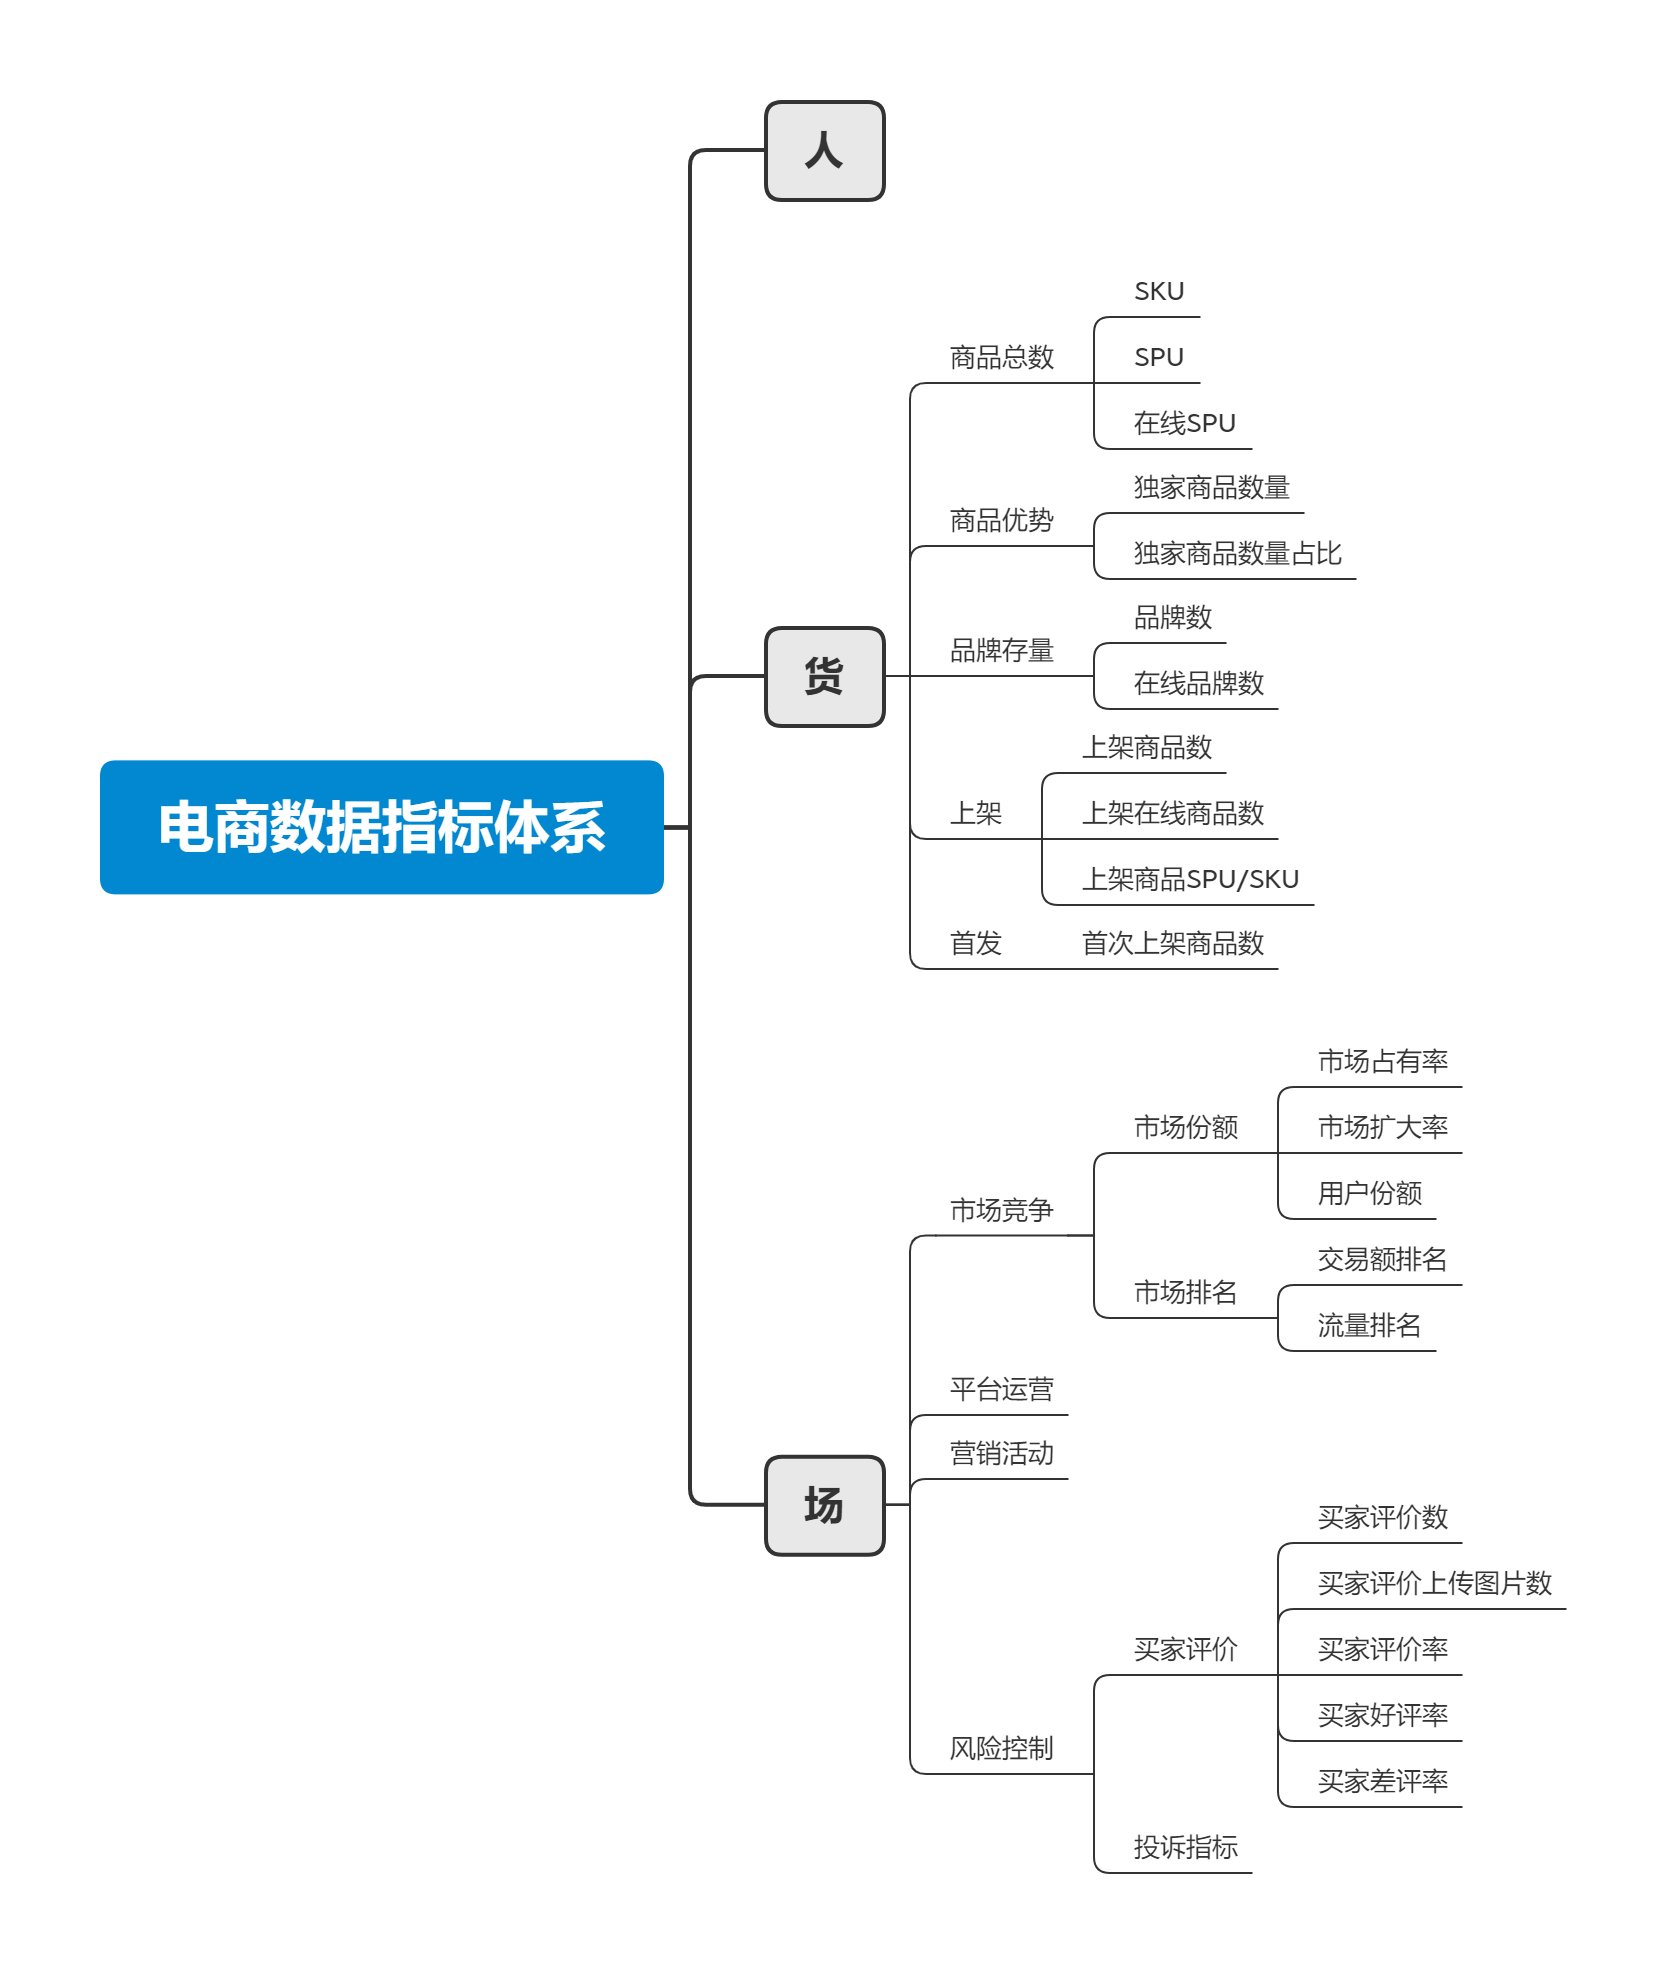 电商数据指标体系
人
货
商品总数
SKU
SPU
在线SPU
商品优势
独家商品数量
独家商品数量占比
品牌存量
品牌数
在线品牌数
上架
上架商品数
上架在线商品数
上架商品SPU/SKU
首发
首次上架商品数
场
市场竞争
市场份额
市场占有率
市场扩大率
用户份额
市场排名
交易额排名
流量排名
平台运营
营销活动
风险控制
买家评价
买家评价数
买家评价上传图片数
买家评价率
买家好评率
买家差评率
投诉指标